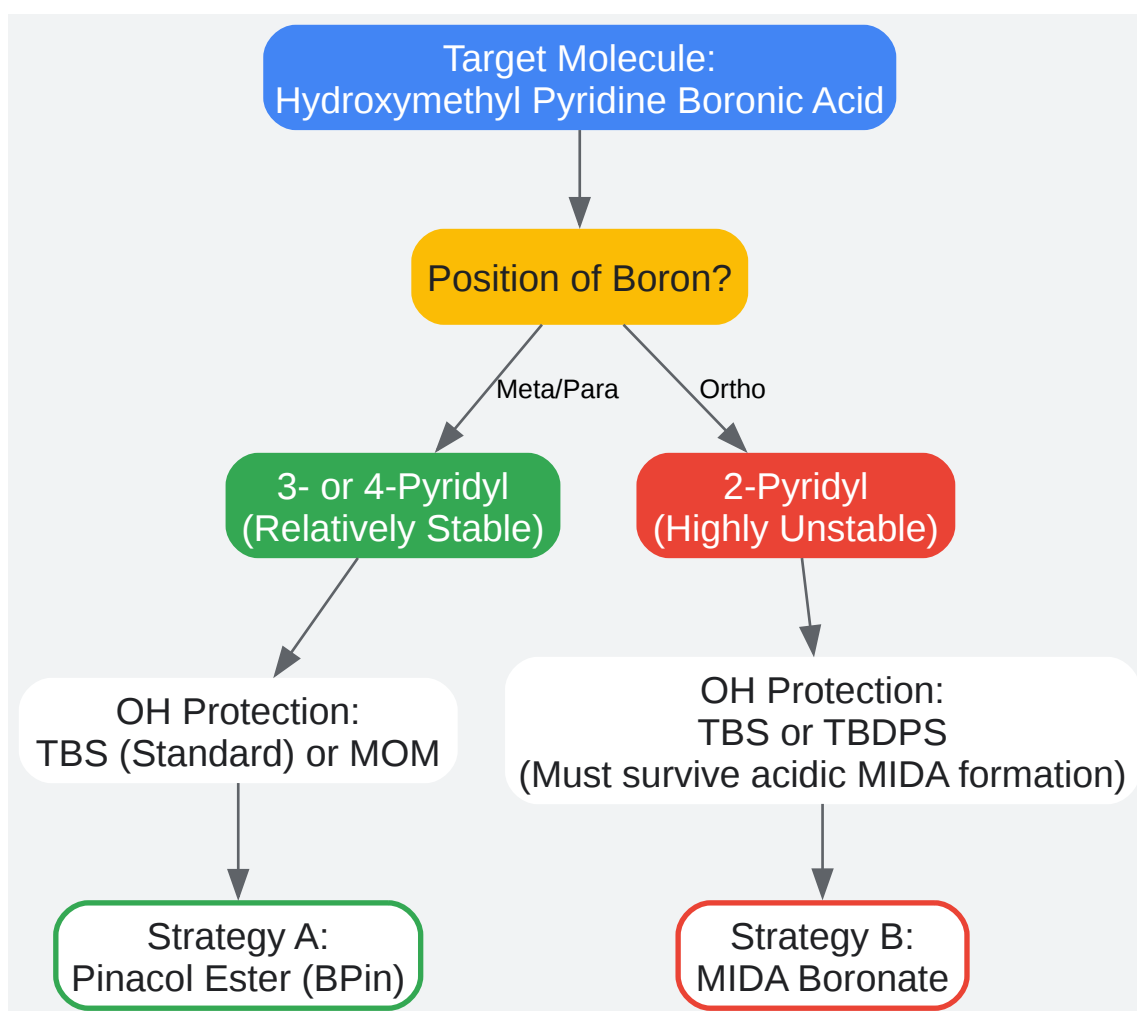 Target Molecule:
Hydroxymethyl Pyridine Boronic Acid
Position of Boron?
Meta/Para
Ortho
3- or 4-Pyridyl
(Relatively Stable)
2-Pyridyl
(Highly Unstable)
OH Protection:
TBS (Standard) or MOM
OH Protection:
TBS or TBDPS
(Must survive acidic MIDA formation)
Strategy A:
Pinacol Ester (BPin)
Strategy B:
MIDA Boronate